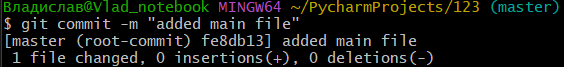 Владислав@Vlad_notebook MINGW64 ~/PycharmProjects/123 (master)
$ git commit -m "added main file"
[master (root-commit) fe8db13] added main file
 1 file changed, 0 insertions(+), 0 deletions(-)